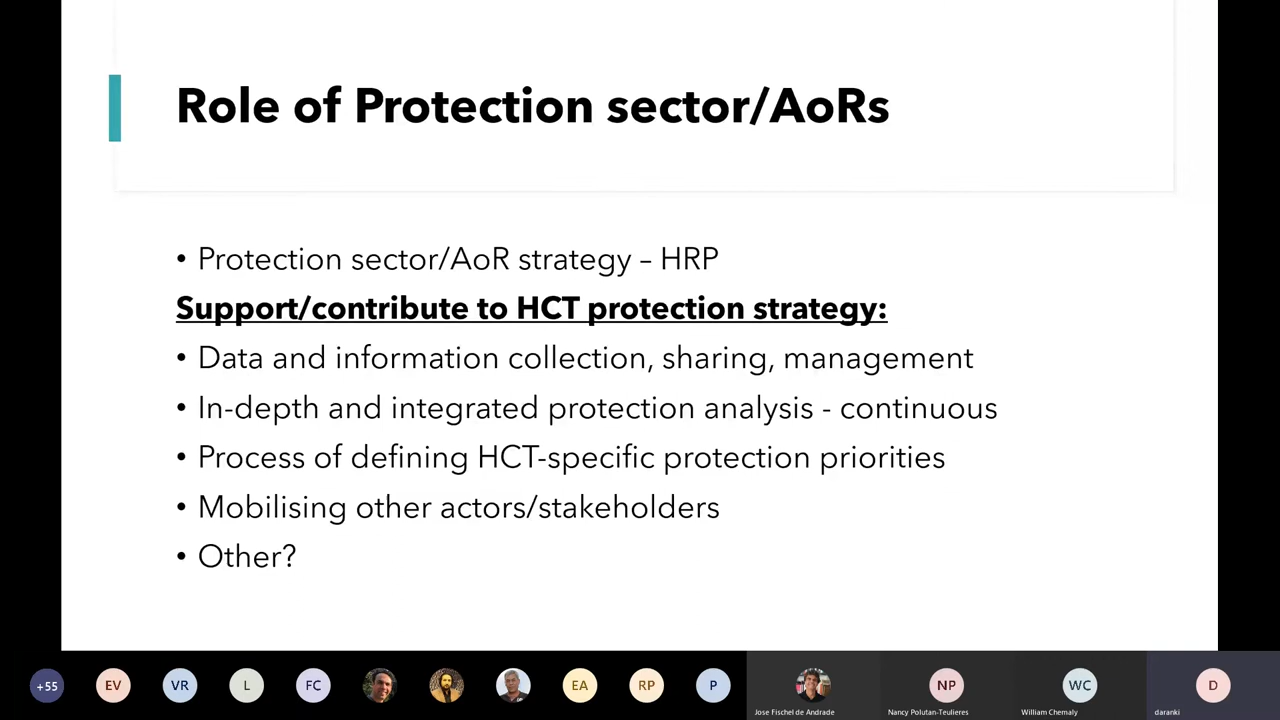 Role of Protection sector/AoRs
• Protection sector/AoR strategy – HRP
Support/contribute to HCT protection strategy:
• Data and information collection, sharing, management
• In-depth and integrated protection analysis - continuous
• Process of defining HCT-specific protection priorities
• Mobilising other actors/stakeholders
• Other?
+55 EV VR L FC EA RP P NP WC D
Jose Fischel de Andrade Nancy Polutan-Teulieres William Chemaly daranki